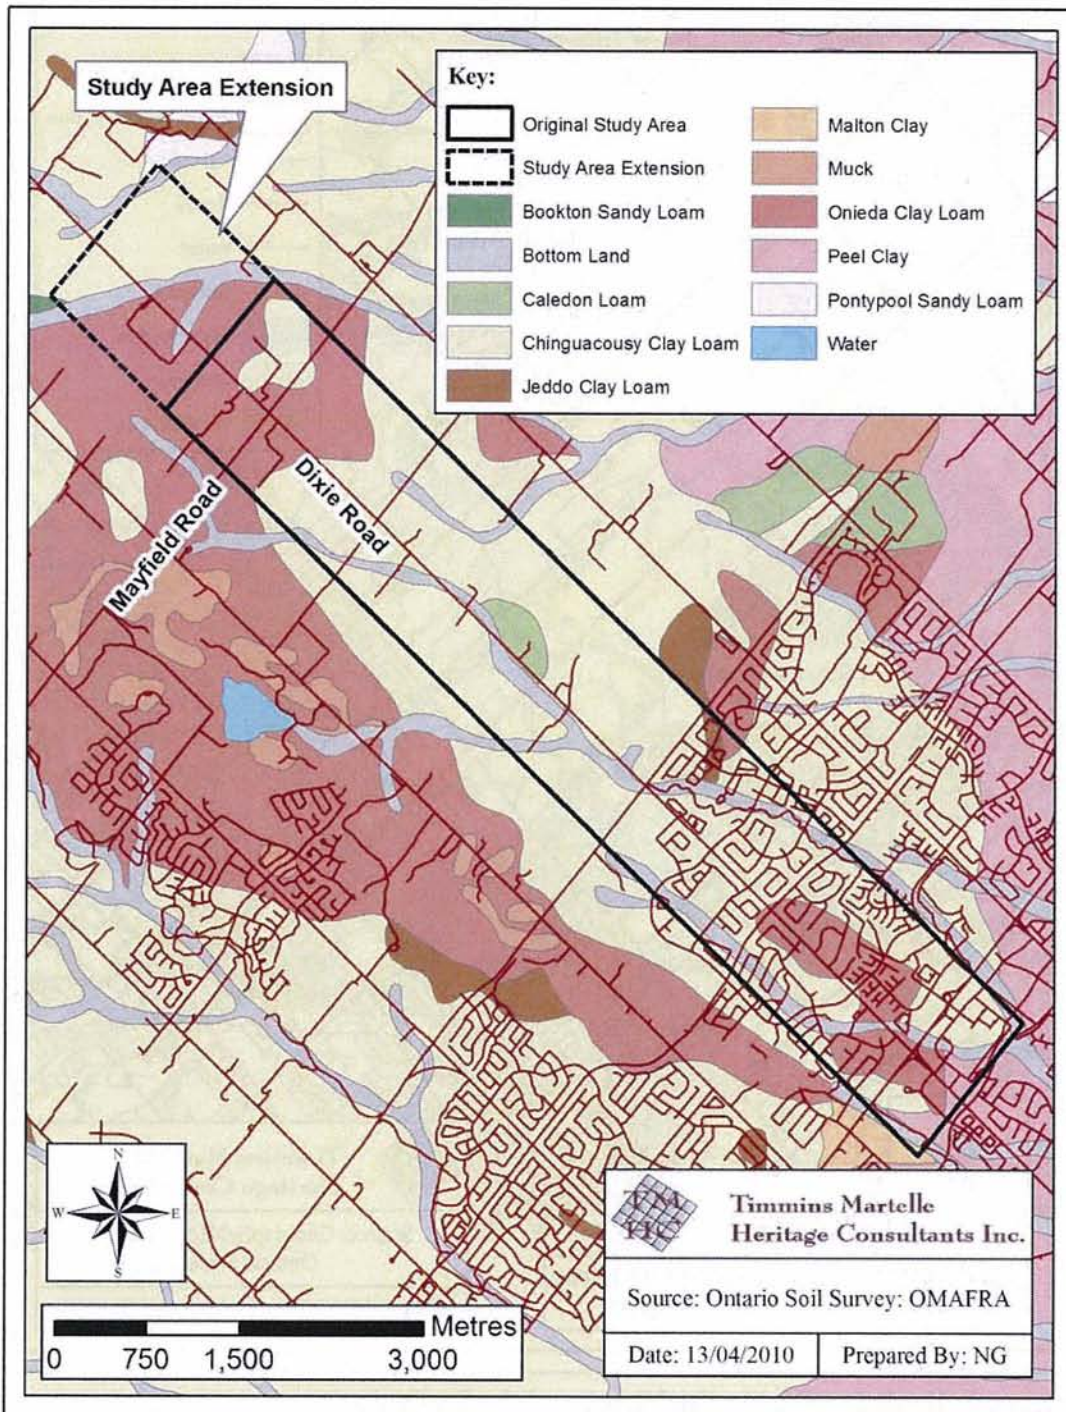 Study Area Extension
Key:
Original Study Area
Study Area Extension
Bookton Sandy Loam
Bottom Land
Caledon Loam
Chinguacousy Clay Loam
Jeddo Clay Loam
Malton Clay
Muck
Onieda Clay Loam
Peel Clay
Pontypool Sandy Loam
Water
Dixie Road
Mayfield Road
N
W
E
S
Metres
0 750 1,500 3,000
TM
HC
Timmins Martelle
Heritage Consultants Inc.
Source: Ontario Soil Survey: OMAFRA
Date: 13/04/2010
Prepared By: NG